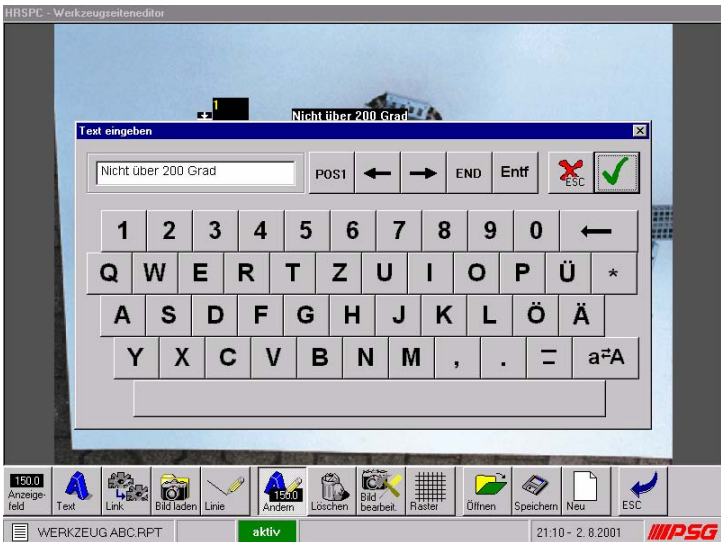 HRSPC - Werkzeugseiteneditor
1
Nicht über 200 Grad
Text eingeben
Nicht über 200 Grad
POS1 END Entf ESC
1 2 3 4 5 6 7 8 9 0
Q W E R T Z U I O P Ü *
A S D F G H J K L Ö Ä
Y X C V B N M , . = a⇄A
150.0
Anzeige-
feld
Text
Link
Bild laden
Linie
150.0
Ändern
Löschen
Bild
bearbeit.
Raster
Öffnen
Speichern
Neu
ESC
WERKZEUG ABC.RPT
aktiv
21:10 - 2. 8.2001
PSG